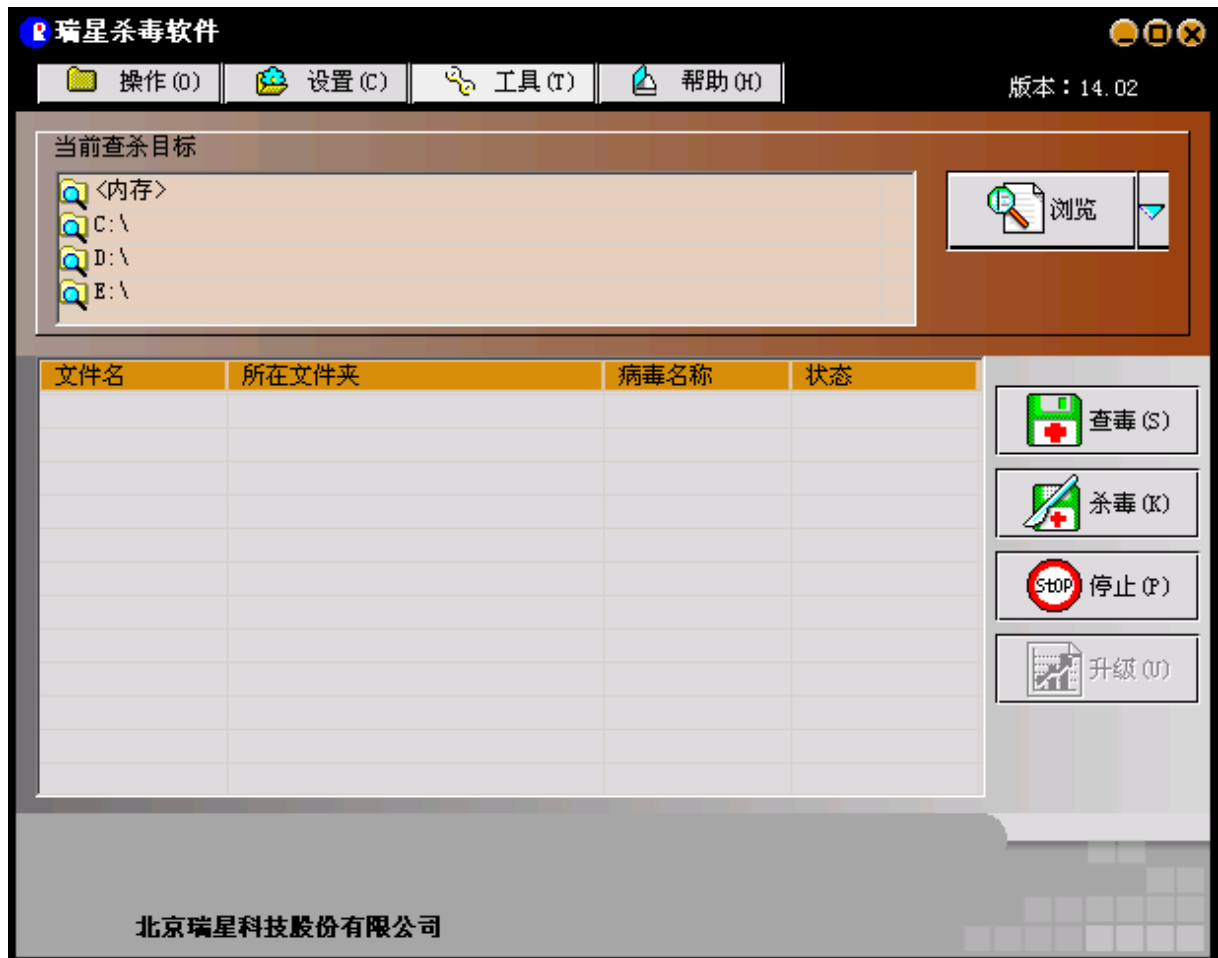 瑞星杀毒软件
操作(O) 设置(C) 工具(T) 帮助(H) 版本：14.02
当前查杀目标
<内存>
C:\
D:\
E:\
浏览
文件名 所在文件夹 病毒名称 状态
查毒(S)
杀毒(K)
STOP 停止(P)
升级(U)
北京瑞星科技股份有限公司